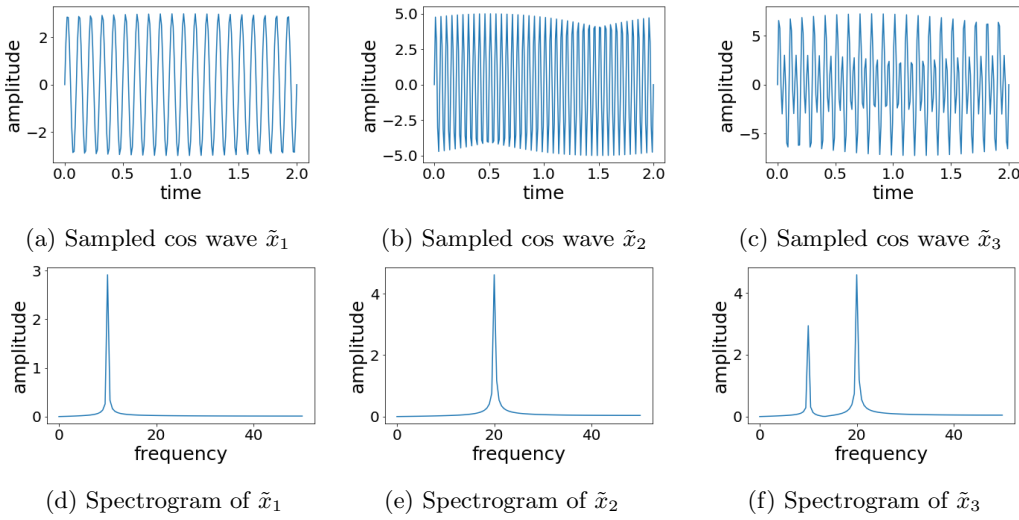 2
0
−2
amplitude
0.0 0.5 1.0 1.5 2.0
time
(a) Sampled cos wave x̃₁
5.0
2.5
0.0
−2.5
−5.0
amplitude
0.0 0.5 1.0 1.5 2.0
time
(b) Sampled cos wave x̃₂
5
0
−5
amplitude
0.0 0.5 1.0 1.5 2.0
time
(c) Sampled cos wave x̃₃
3
2
1
0
amplitude
0 20 40
frequency
(d) Spectrogram of x̃₁
4
2
0
amplitude
0 20 40
frequency
(e) Spectrogram of x̃₂
4
2
0
amplitude
0 20 40
frequency
(f) Spectrogram of x̃₃